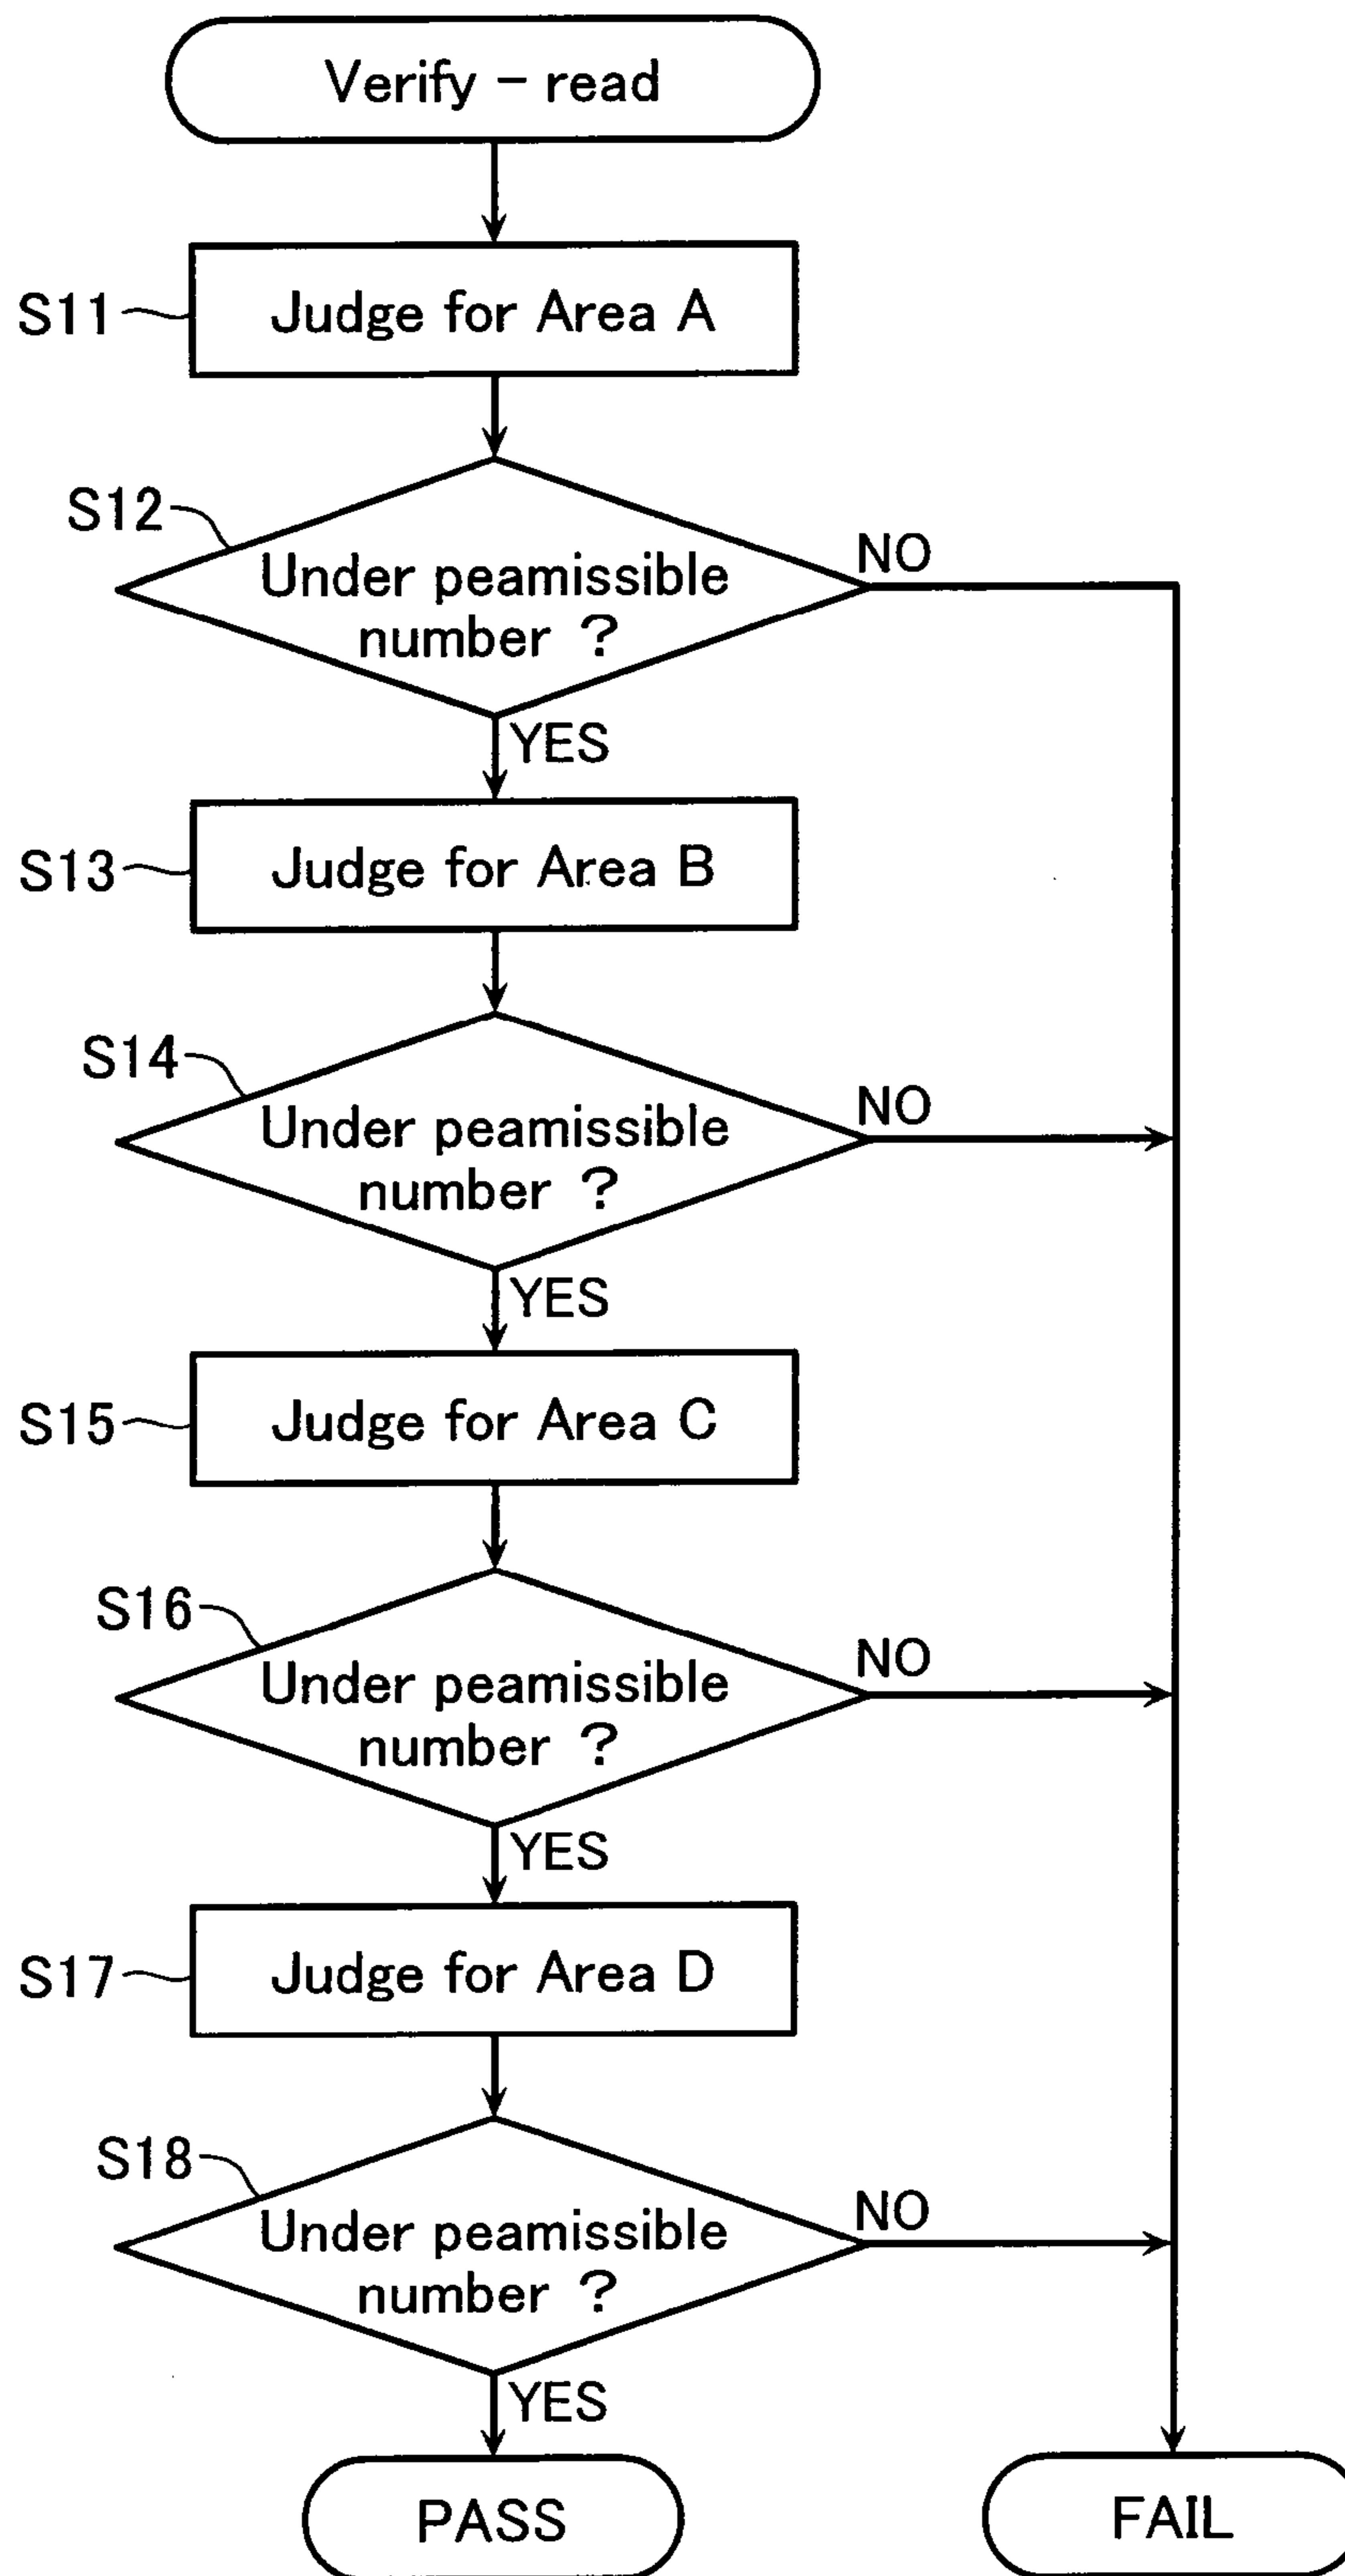 Verify - read
S11
Judge for Area A
S12
Under peamissible
number ?
NO
YES
S13
Judge for Area B
S14
Under peamissible
number ?
NO
YES
S15
Judge for Area C
S16
Under peamissible
number ?
NO
YES
S17
Judge for Area D
S18
Under peamissible
number ?
NO
YES
PASS
FAIL